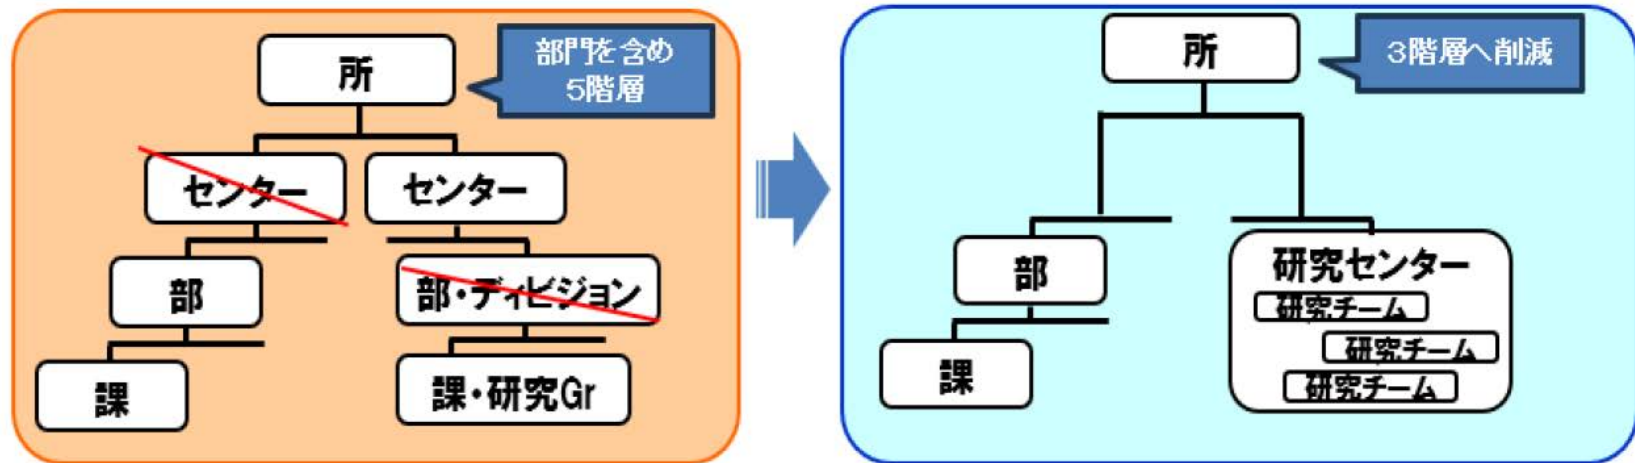 所
部門を含め
5階層
センター
センター
部
部・ディビジョン
課
課・研究Gr
所
3階層へ削減
部
研究センター
研究チーム
研究チーム
研究チーム
課